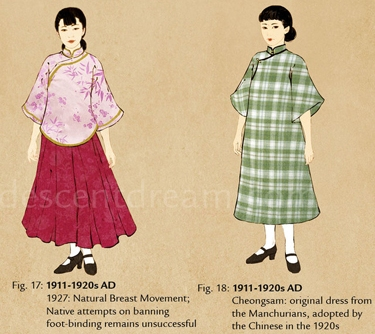 descentdream
Fig. 17: 1911-1920s AD
1927: Natural Breast Movement;
Native attempts on banning
foot-binding remains unsuccessful
Fig. 18: 1911-1920s AD
Cheongsam: original dress from
the Manchurians, adopted by
the Chinese in the 1920s